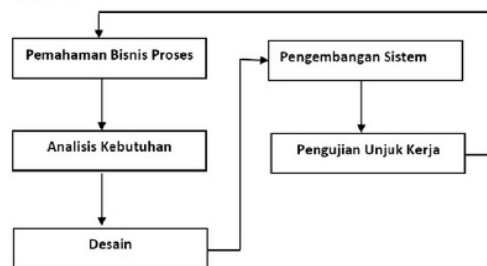 Pemahaman Bisnis Proses
Analisis Kebutuhan
Desain
Pengembangan Sistem
Pengujian Unjuk Kerja